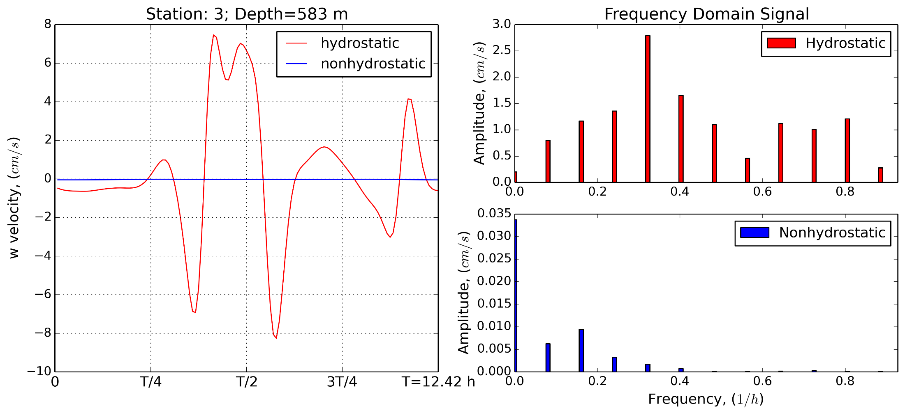 Station: 3; Depth=583 m
w velocity, (cm/s)
8
6
4
2
0
−2
−4
−6
−8
−10
hydrostatic
nonhydrostatic
0
T/4
T/2
3T/4
T=12.42 h
Frequency Domain Signal
Amplitude, (cm/s)
3.0
2.5
2.0
1.5
1.0
0.5
0.0
Hydrostatic
0.0
0.2
0.4
0.6
0.8
Amplitude, (cm/s)
0.035
0.030
0.025
0.020
0.015
0.010
0.005
0.000
Nonhydrostatic
0.0
0.2
0.4
0.6
0.8
Frequency, (1/h)